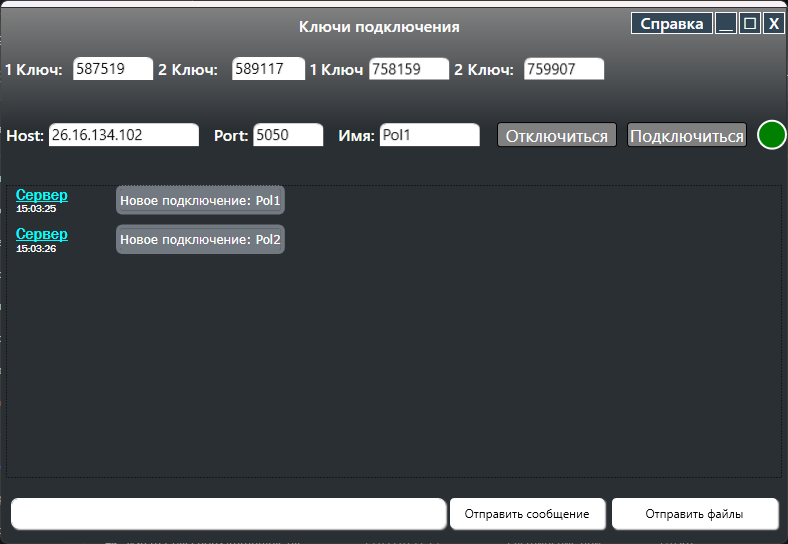 Ключи подключения
Справка __ □ X
1 Ключ: 587519 2 Ключ: 589117 1 Ключ 758159 2 Ключ: 759907
Host: 26.16.134.102 Port: 5050 Имя: Pol1 Отключиться Подключиться
Сервер Новое подключение: Pol1
15:03:25
Сервер Новое подключение: Pol2
15:03:26
Отправить сообщение Отправить файлы